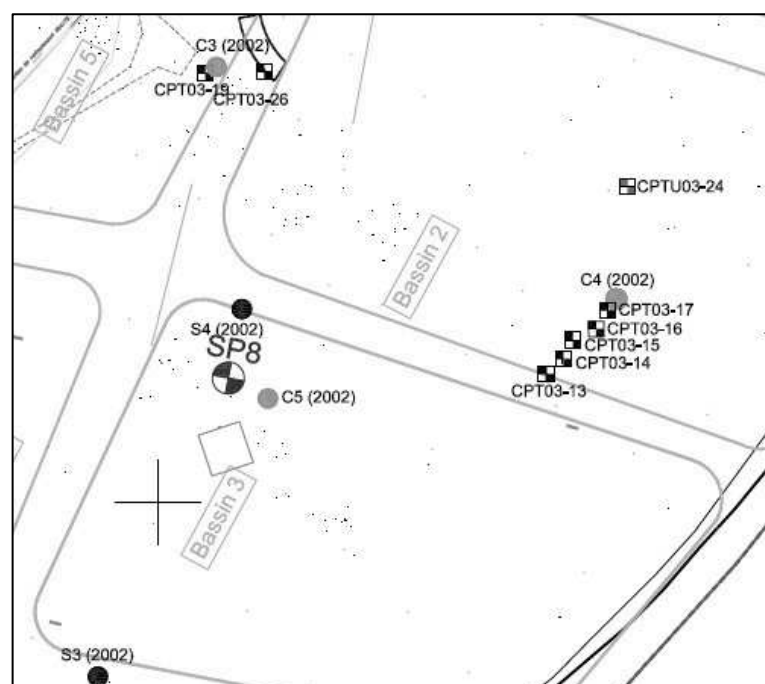 C3 (2002)
CPT03-19
CPT03-26
Bassin 5
CPTU03-24
Bassin 2
C4 (2002)
CPT03-17
CPT03-16
CPT03-15
CPT03-14
CPT03-13
S4 (2002)
SP8
C5 (2002)
Bassin 3
S3 (2002)